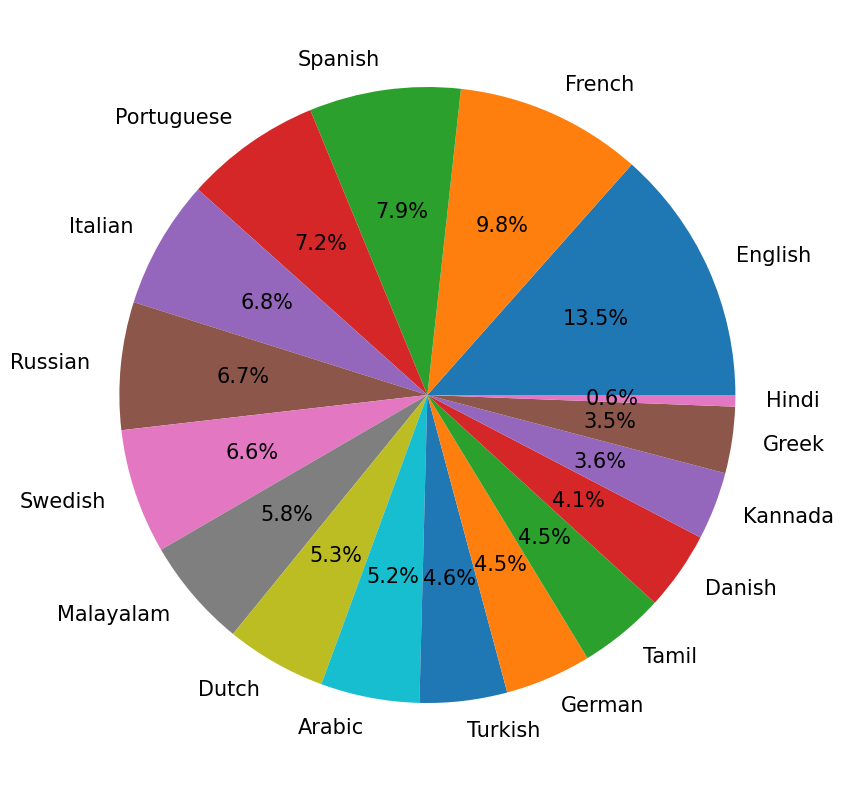 Spanish
French
Portuguese
Italian
7.9%
9.8%
7.2%
English
6.8%
13.5%
Russian
6.7%
0.6%
Hindi
3.5%
Greek
6.6%
3.6%
Swedish
4.1%
Kannada
5.8%
4.5%
5.3%
4.5%
5.2%
4.6%
Danish
Malayalam
Tamil
Dutch
German
Arabic
Turkish